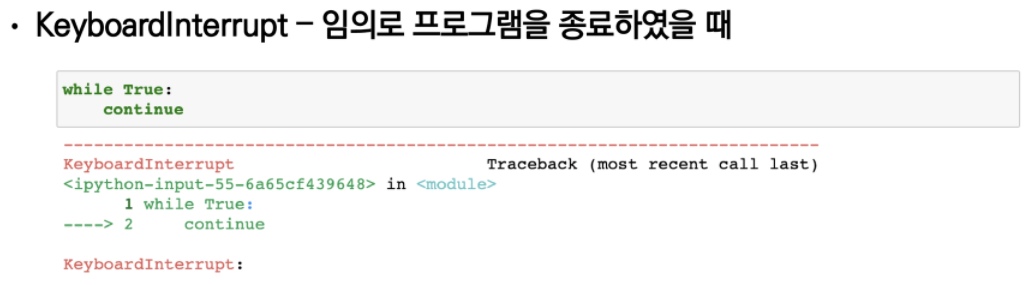 • KeyboardInterrupt – 임의로 프로그램을 종료하였을 때
while True:
    continue
---------------------------------------------------------------------------
KeyboardInterrupt                         Traceback (most recent call last)
<ipython-input-55-6a65cf439648> in <module>
      1 while True:
----> 2     continue

KeyboardInterrupt: